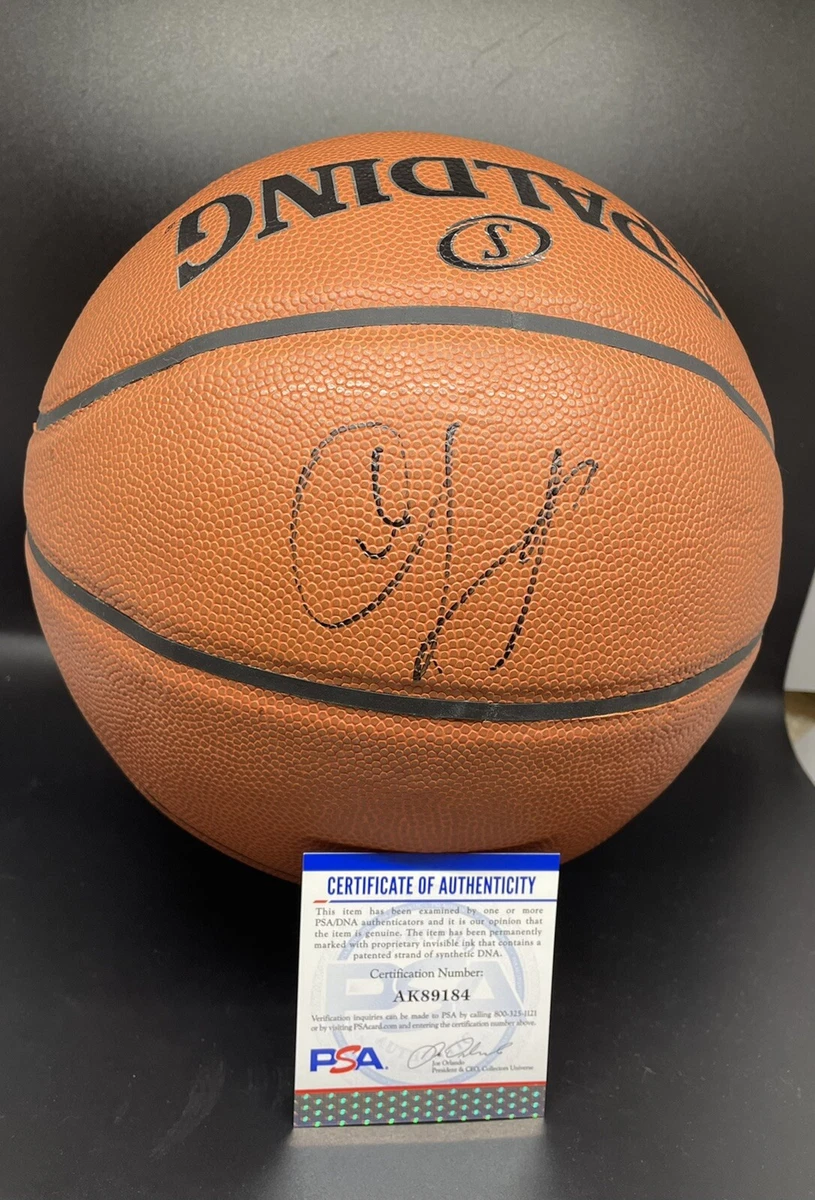 SPALDING
S
CERTIFICATE OF AUTHENTICITY
This item has been examined by one or more
PSA/DNA authenticators and it is our opinion that
the item is genuine. The item has been permanently
marked with proprietary invisible ink that contains a
patented strand of synthetic DNA.
Certification Number:
AK89184
Verification inquiries can be made to PSA by calling 800-325-1121
or by visiting PSAcard.com and entering the certification number above.
PSA.
Joe Orlando
President & CEO, Collectors Universe